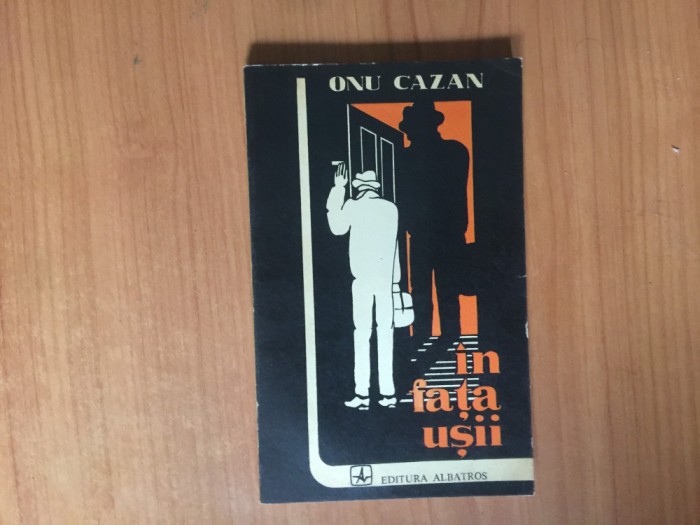 ONU CAZAN
în
fața
ușii
EDITURA ALBATROS